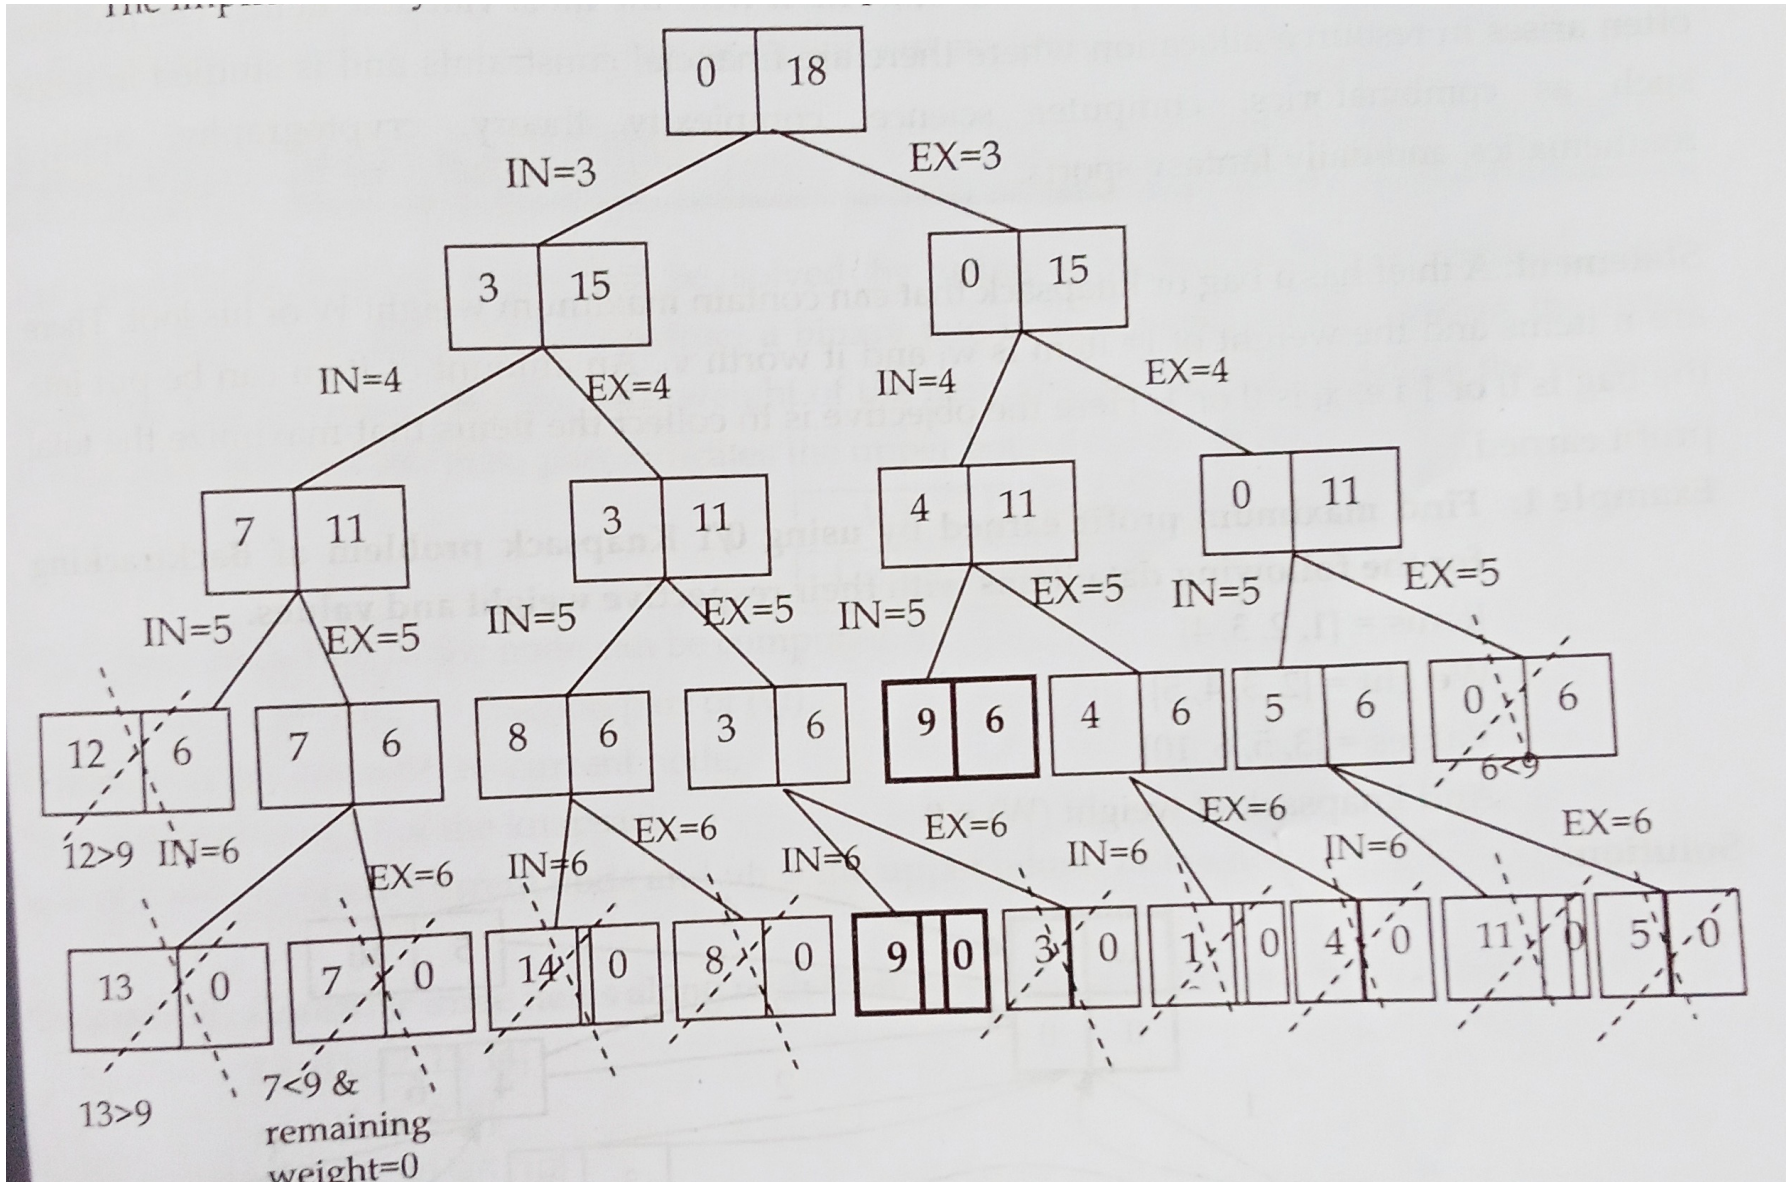 0 18
IN=3 EX=3
3 15 0 15
IN=4 EX=4 IN=4 EX=4
7 11 3 11 4 11 0 11
IN=5 EX=5 IN=5 EX=5 IN=5 EX=5 IN=5 EX=5
12 6 7 6 8 6 3 6 9 6 4 6 5 6 0 6
6<9
12>9 IN=6 EX=6 IN=6 EX=6 IN=6 EX=6 IN=6 EX=6 IN=6 EX=6
13 0 7 0 14 0 8 0 9 0 3 0 1 0 4 0 11 0 5 0
13>9
7<9 &
remaining
weight=0